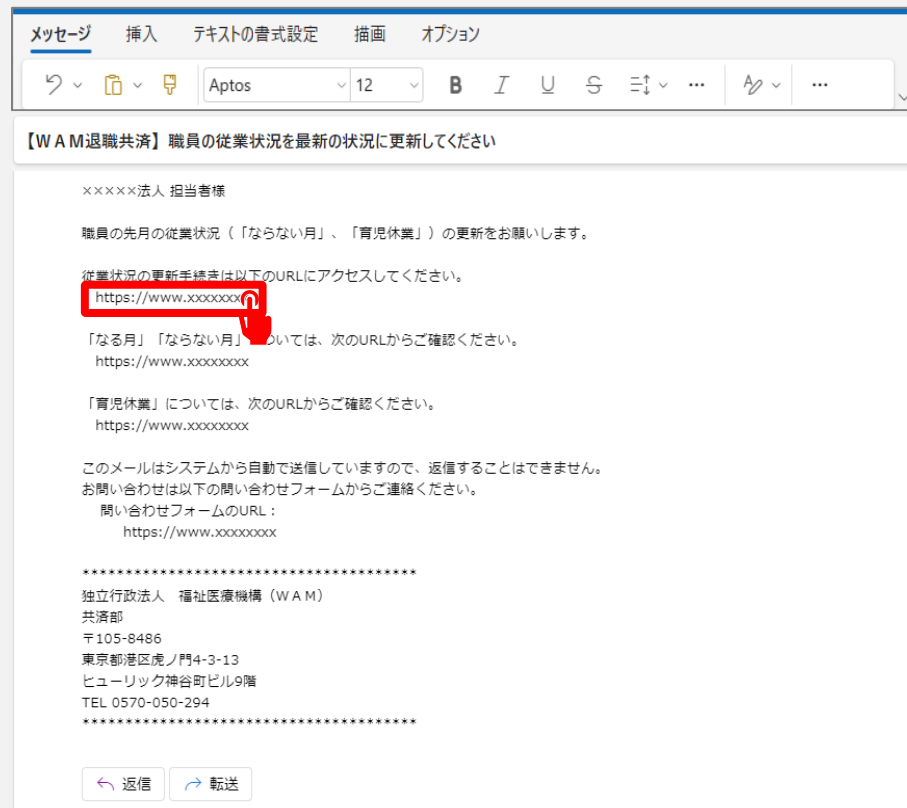 メッセージ 挿入 テキストの書式設定 描画 オプション
Aptos 12 B I U S
【ＷＡＭ退職共済】職員の従業状況を最新の状況に更新してください
×××××法人 担当者様
職員の先月の従業状況（「ならない月」、「育児休業」）の更新をお願いします。
従業状況の更新手続きは以下のURLにアクセスしてください。
https://www.xxxxxxx
「なる月」「ならない月」ついては、次のURLからご確認ください。
https://www.xxxxxxxx
「育児休業」については、次のURLからご確認ください。
https://www.xxxxxxxx
このメールはシステムから自動で送信していますので、返信することはできません。
お問い合わせは以下の問い合わせフォームからご連絡ください。
問い合わせフォームのURL：
https://www.xxxxxxxx
***************************************
独立行政法人　福祉医療機構（ＷＡＭ）
共済部
〒105-8486
東京都港区虎ノ門4-3-13
ヒューリック神谷町ビル9階
TEL 0570-050-294
***************************************
返信 転送